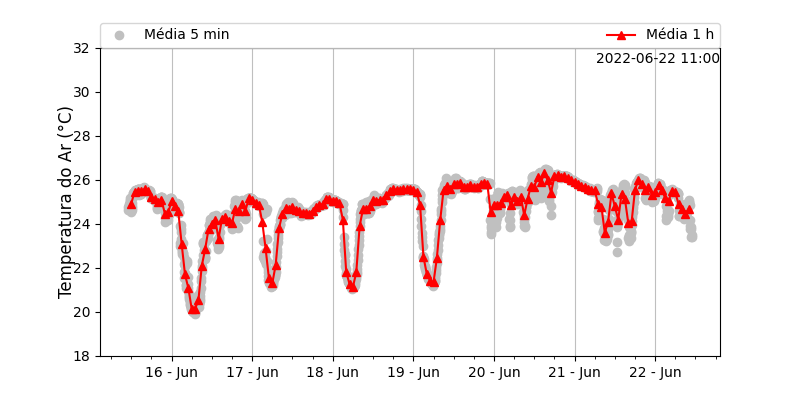 Média 5 min
Média 1 h
2022-06-22 11:00
Temperatura do Ar (°C)
32
30
28
26
24
22
20
18
16 - Jun
17 - Jun
18 - Jun
19 - Jun
20 - Jun
21 - Jun
22 - Jun